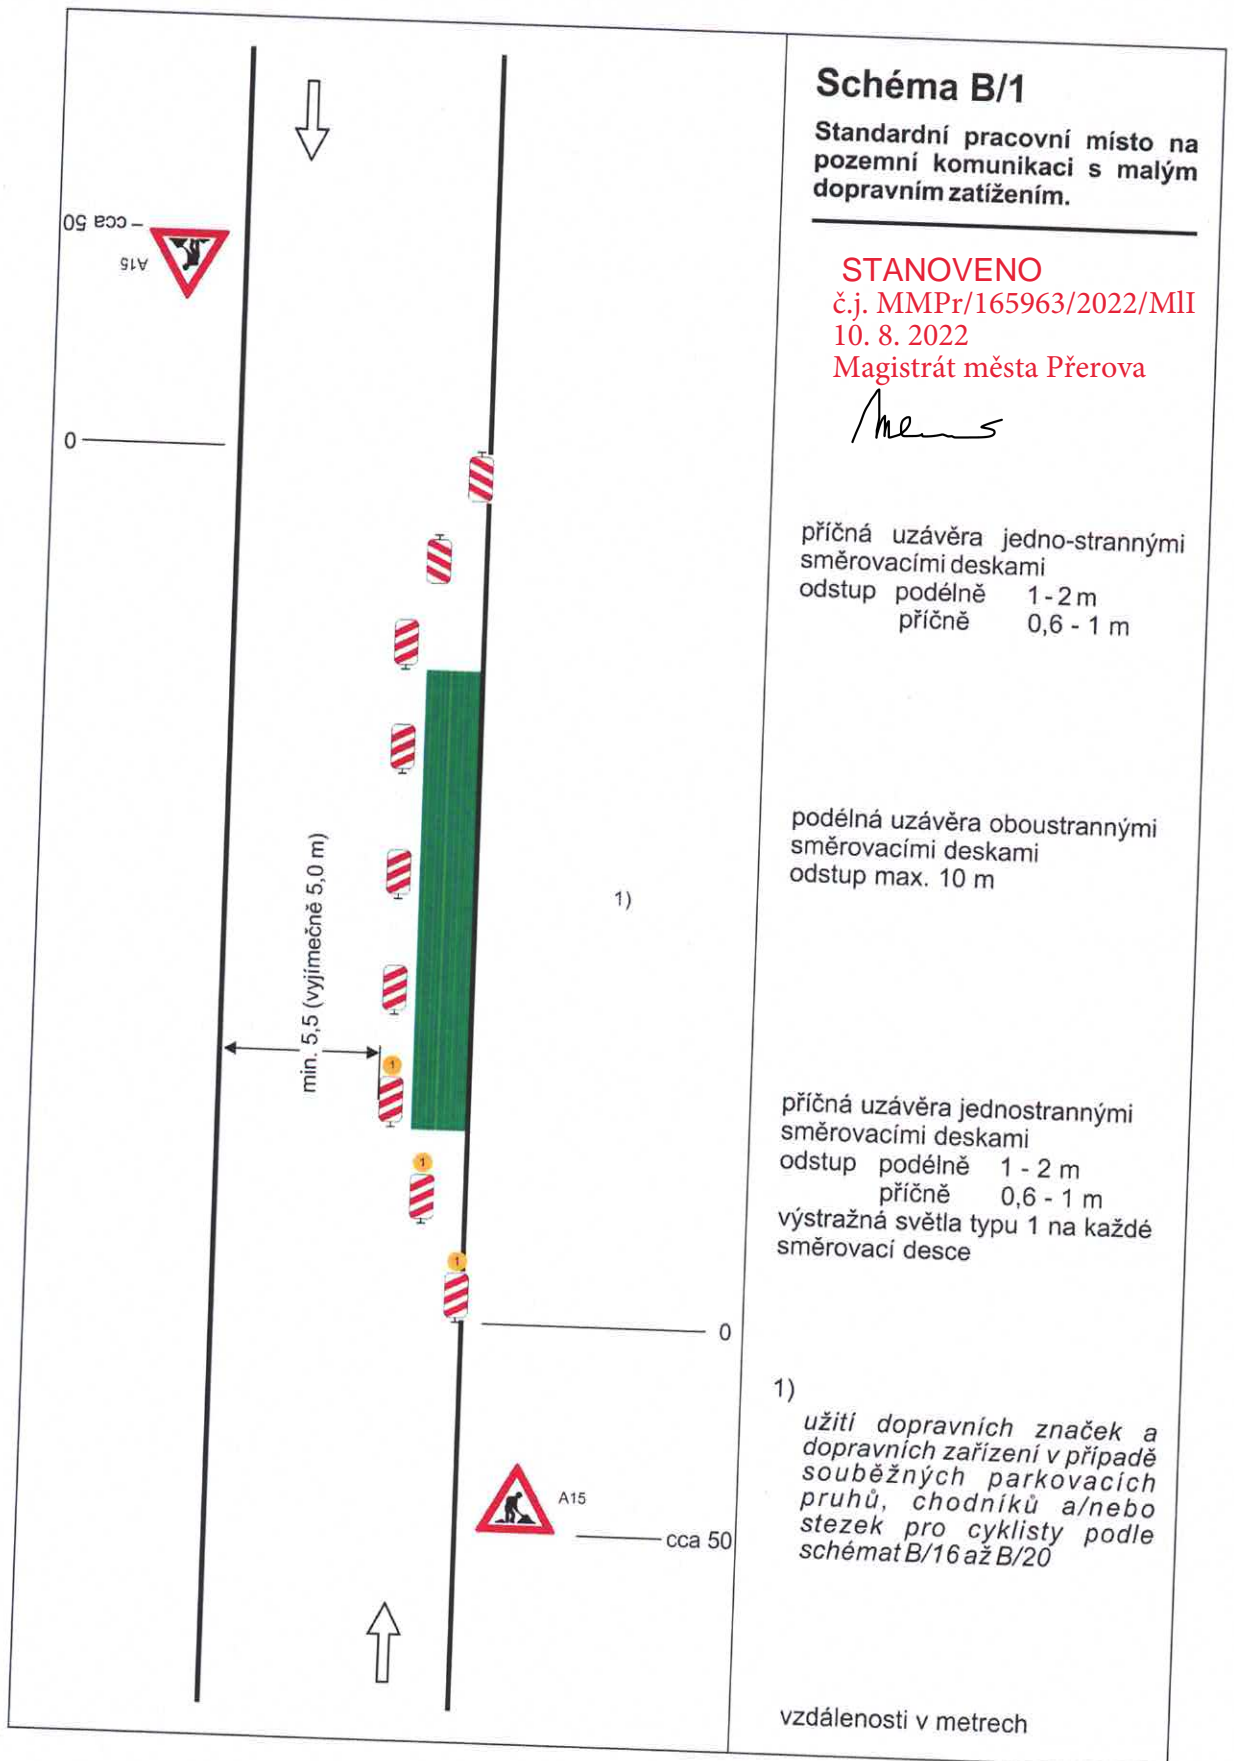 Schéma B/1
Standardní pracovní místo na
pozemní komunikaci s malým
dopravním zatížením.
STANOVENO
č.j. MMPr/165963/2022/MlI
10. 8. 2022
Magistrát města Přerova
cca 50
A15
0
příčná uzávěra jedno-strannými
směrovacími deskami
odstup podélně 1 - 2 m
příčně 0,6 - 1 m
podélná uzávěra oboustrannými
směrovacími deskami
odstup max. 10 m
min. 5,5 (vyjímečně 5,0 m)
1)
1
1
1
příčná uzávěra jednostrannými
směrovacími deskami
odstup podélně 1 - 2 m
příčně 0,6 - 1 m
výstražná světla typu 1 na každé
směrovací desce
0
A15
cca 50
1)
užití dopravních značek a
dopravních zařízení v případě
souběžných parkovacích
pruhů, chodníků a/nebo
stezek pro cyklisty podle
schémat B/16 až B/20
vzdálenosti v metrech